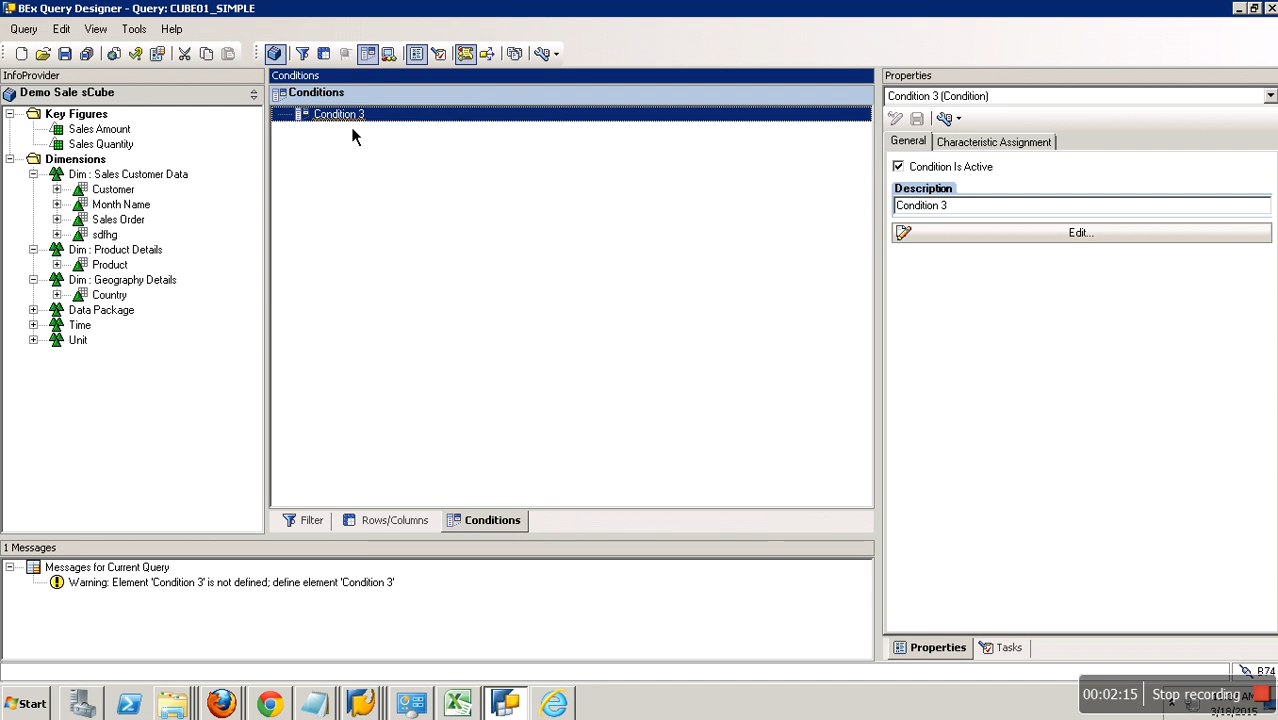 BEx Query Designer - Query: CUBE01_SIMPLE
Query Edit View Tools Help
InfoProvider
Demo Sale sCube
Key Figures
Sales Amount
Sales Quantity
Dimensions
Dim : Sales Customer Data
Customer
Month Name
Sales Order
sdfhg
Dim : Product Details
Product
Dim : Geography Details
Country
Data Package
Time
Unit
Conditions
Conditions
Condition 3
Filter Rows/Columns Conditions
1 Messages
Messages for Current Query
Warning: Element 'Condition 3' is not defined; define element 'Condition 3'
Properties
Condition 3 (Condition)
General Characteristic Assignment
Condition Is Active
Description
Condition 3
Edit...
Properties Tasks
B74
Start
00:02:15 Stop recording
3/18/2015